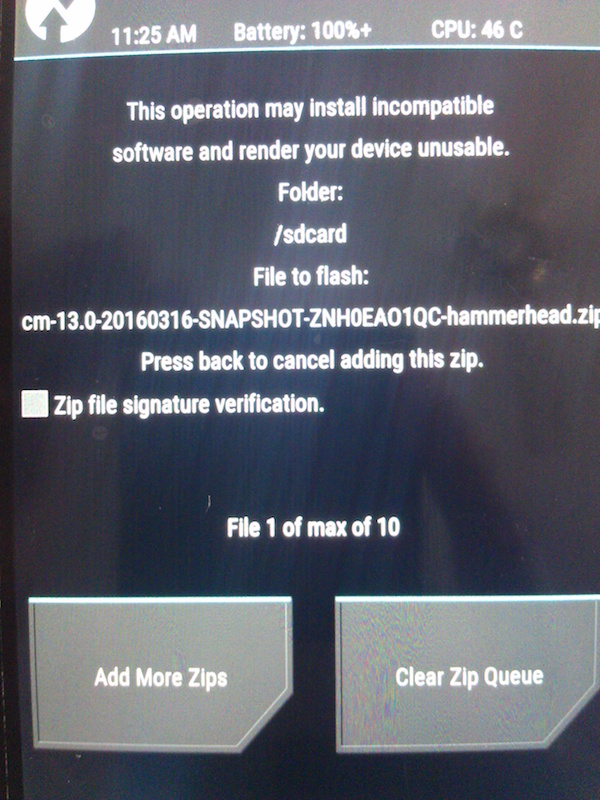 11:25 AM Battery: 100%+ CPU: 46 C
This operation may install incompatible
software and render your device unusable.
Folder:
/sdcard
File to flash:
cm-13.0-20160316-SNAPSHOT-ZNH0EAO1QC-hammerhead.zip
Press back to cancel adding this zip.
Zip file signature verification.
File 1 of max of 10
Add More Zips Clear Zip Queue